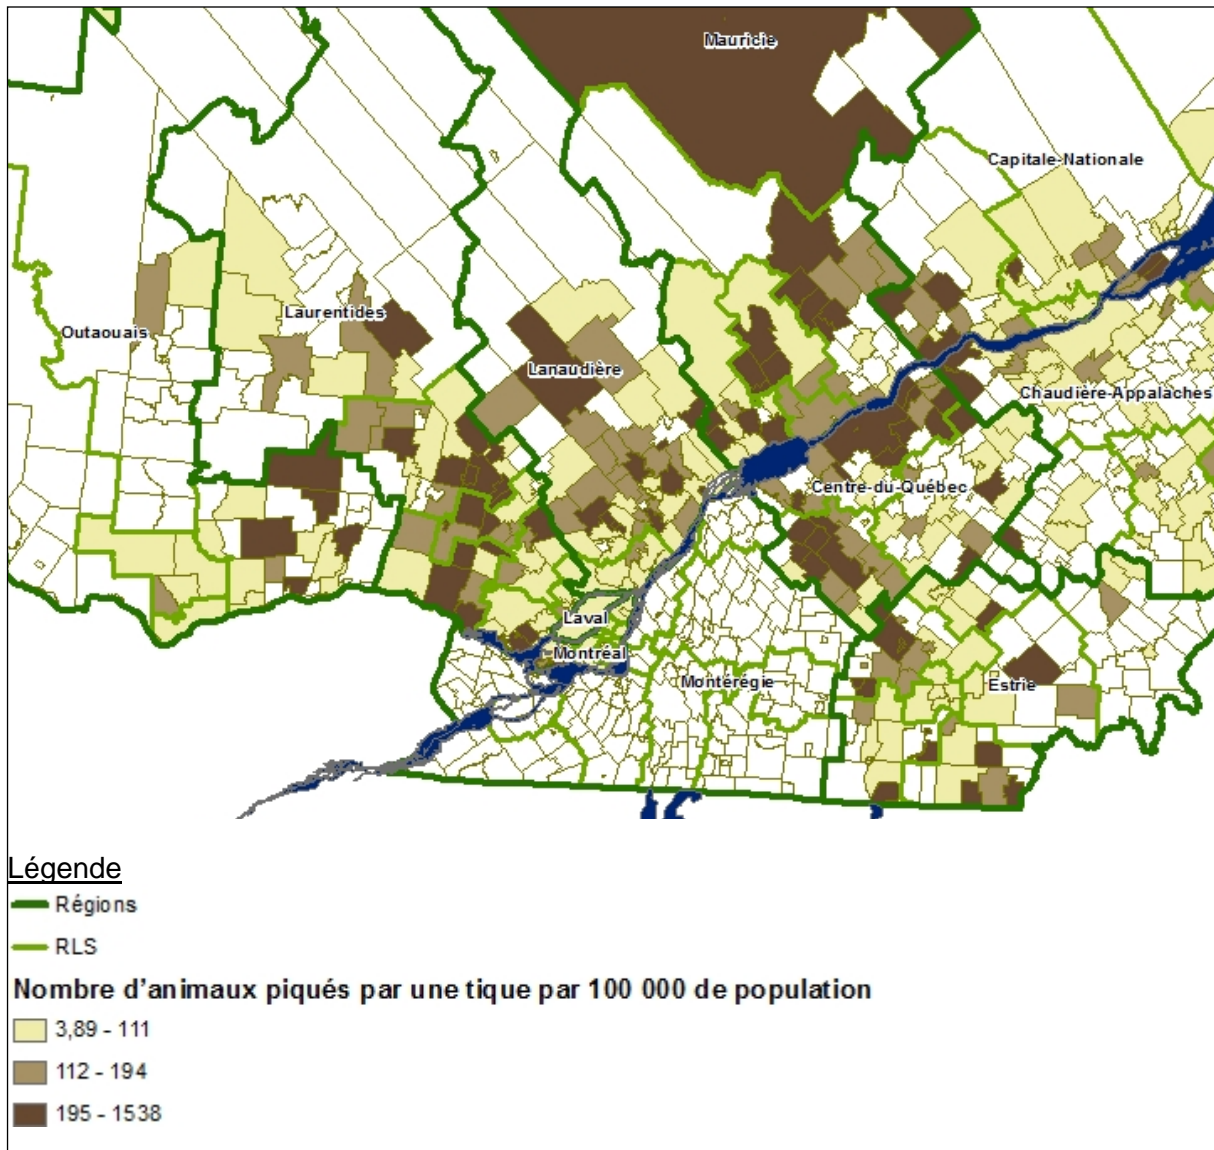 Mauricie
Capitale-Nationale
Laurentides
Outaouais
Lanaudière
Chaudière-Appalaches
Centre-du-Québec
Laval
Montréal
Montérégie
Estrie
Légende
Régions
RLS
Nombre d'animaux piqués par une tique par 100 000 de population
3,89 - 111
112 - 194
195 - 1538